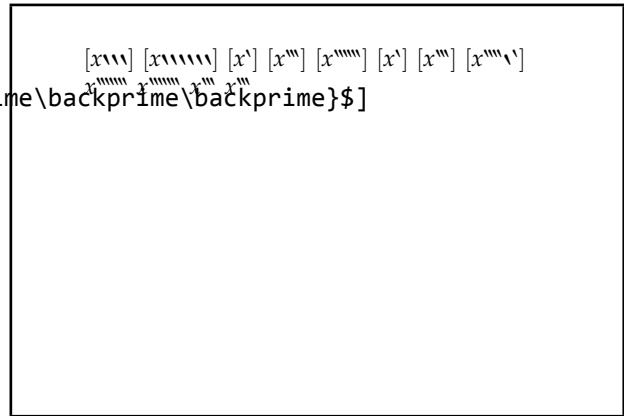 [x‵‵‵] [x‵‵‵‵‵‵] [x‵] [x‵‵‵] [x‵‵‵‵‵‵] [x‵] [x‵‵‵] [x‵‵‵‵‵‵]
x‵‵‵‵‵‵‵ x‵‵‵‵‵‵‵ x‵‵‵ x‵‵‵
me\backprime\backprime}$]